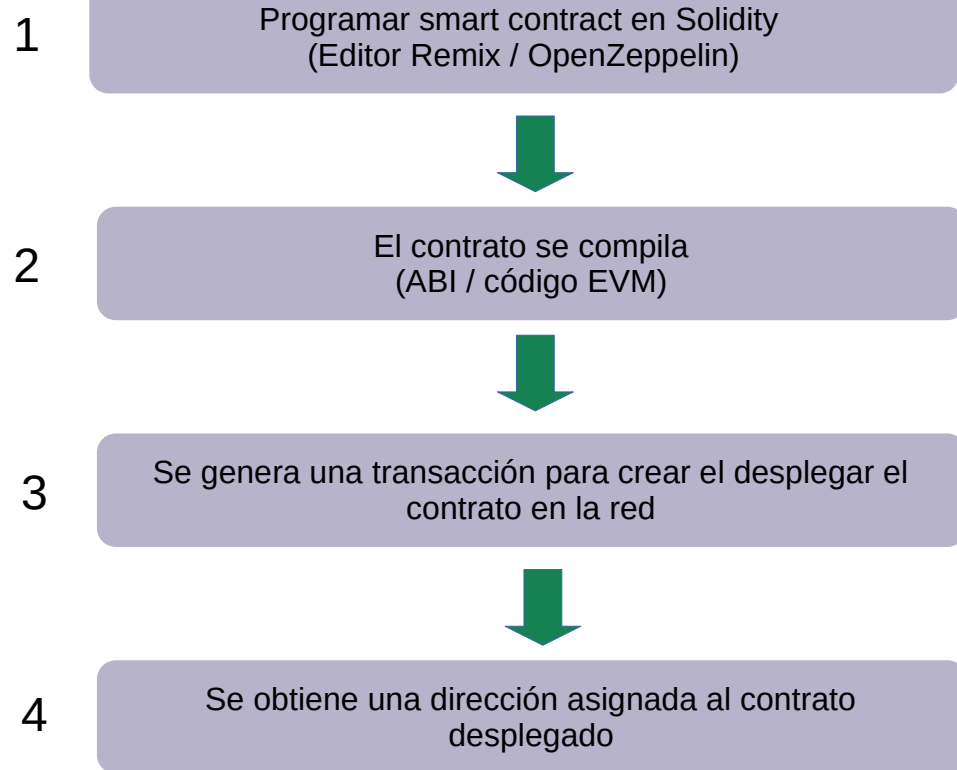 1
Programar smart contract en Solidity
(Editor Remix / OpenZeppelin)
2
El contrato se compila
(ABI / código EVM)
3
Se genera una transacción para crear el desplegar el
contrato en la red
4
Se obtiene una dirección asignada al contrato
desplegado